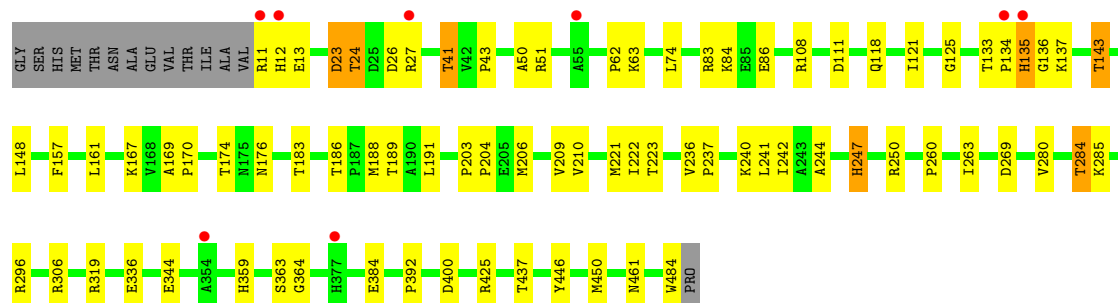 GLY SER HIS MET THR ASN ALA GLU VAL THR ILE ALA VAL R11 H12 E13 D23 T24 D25 D26 R27 T41 V42 P43 A50 R51 A55 P62 K63 L74 R83 K84 E85 E86 R108 D111 Q118 I121 G125 T133 P134 H135 G136 K137 T143
L148 F157 L161 K167 V168 A169 P170 T174 N175 N176 T183 T186 P187 M188 T189 A190 L191 P203 P204 E205 M206 V209 V210 M221 I222 T223 V236 P237 K240 L241 I242 A243 A244 H247 R250 P260 I263 D269 V280 T284 K285
R296 R306 R319 E336 E344 A354 H359 S363 G364 H377 E384 P392 D400 R425 T437 Y446 M450 N461 W484 PRO